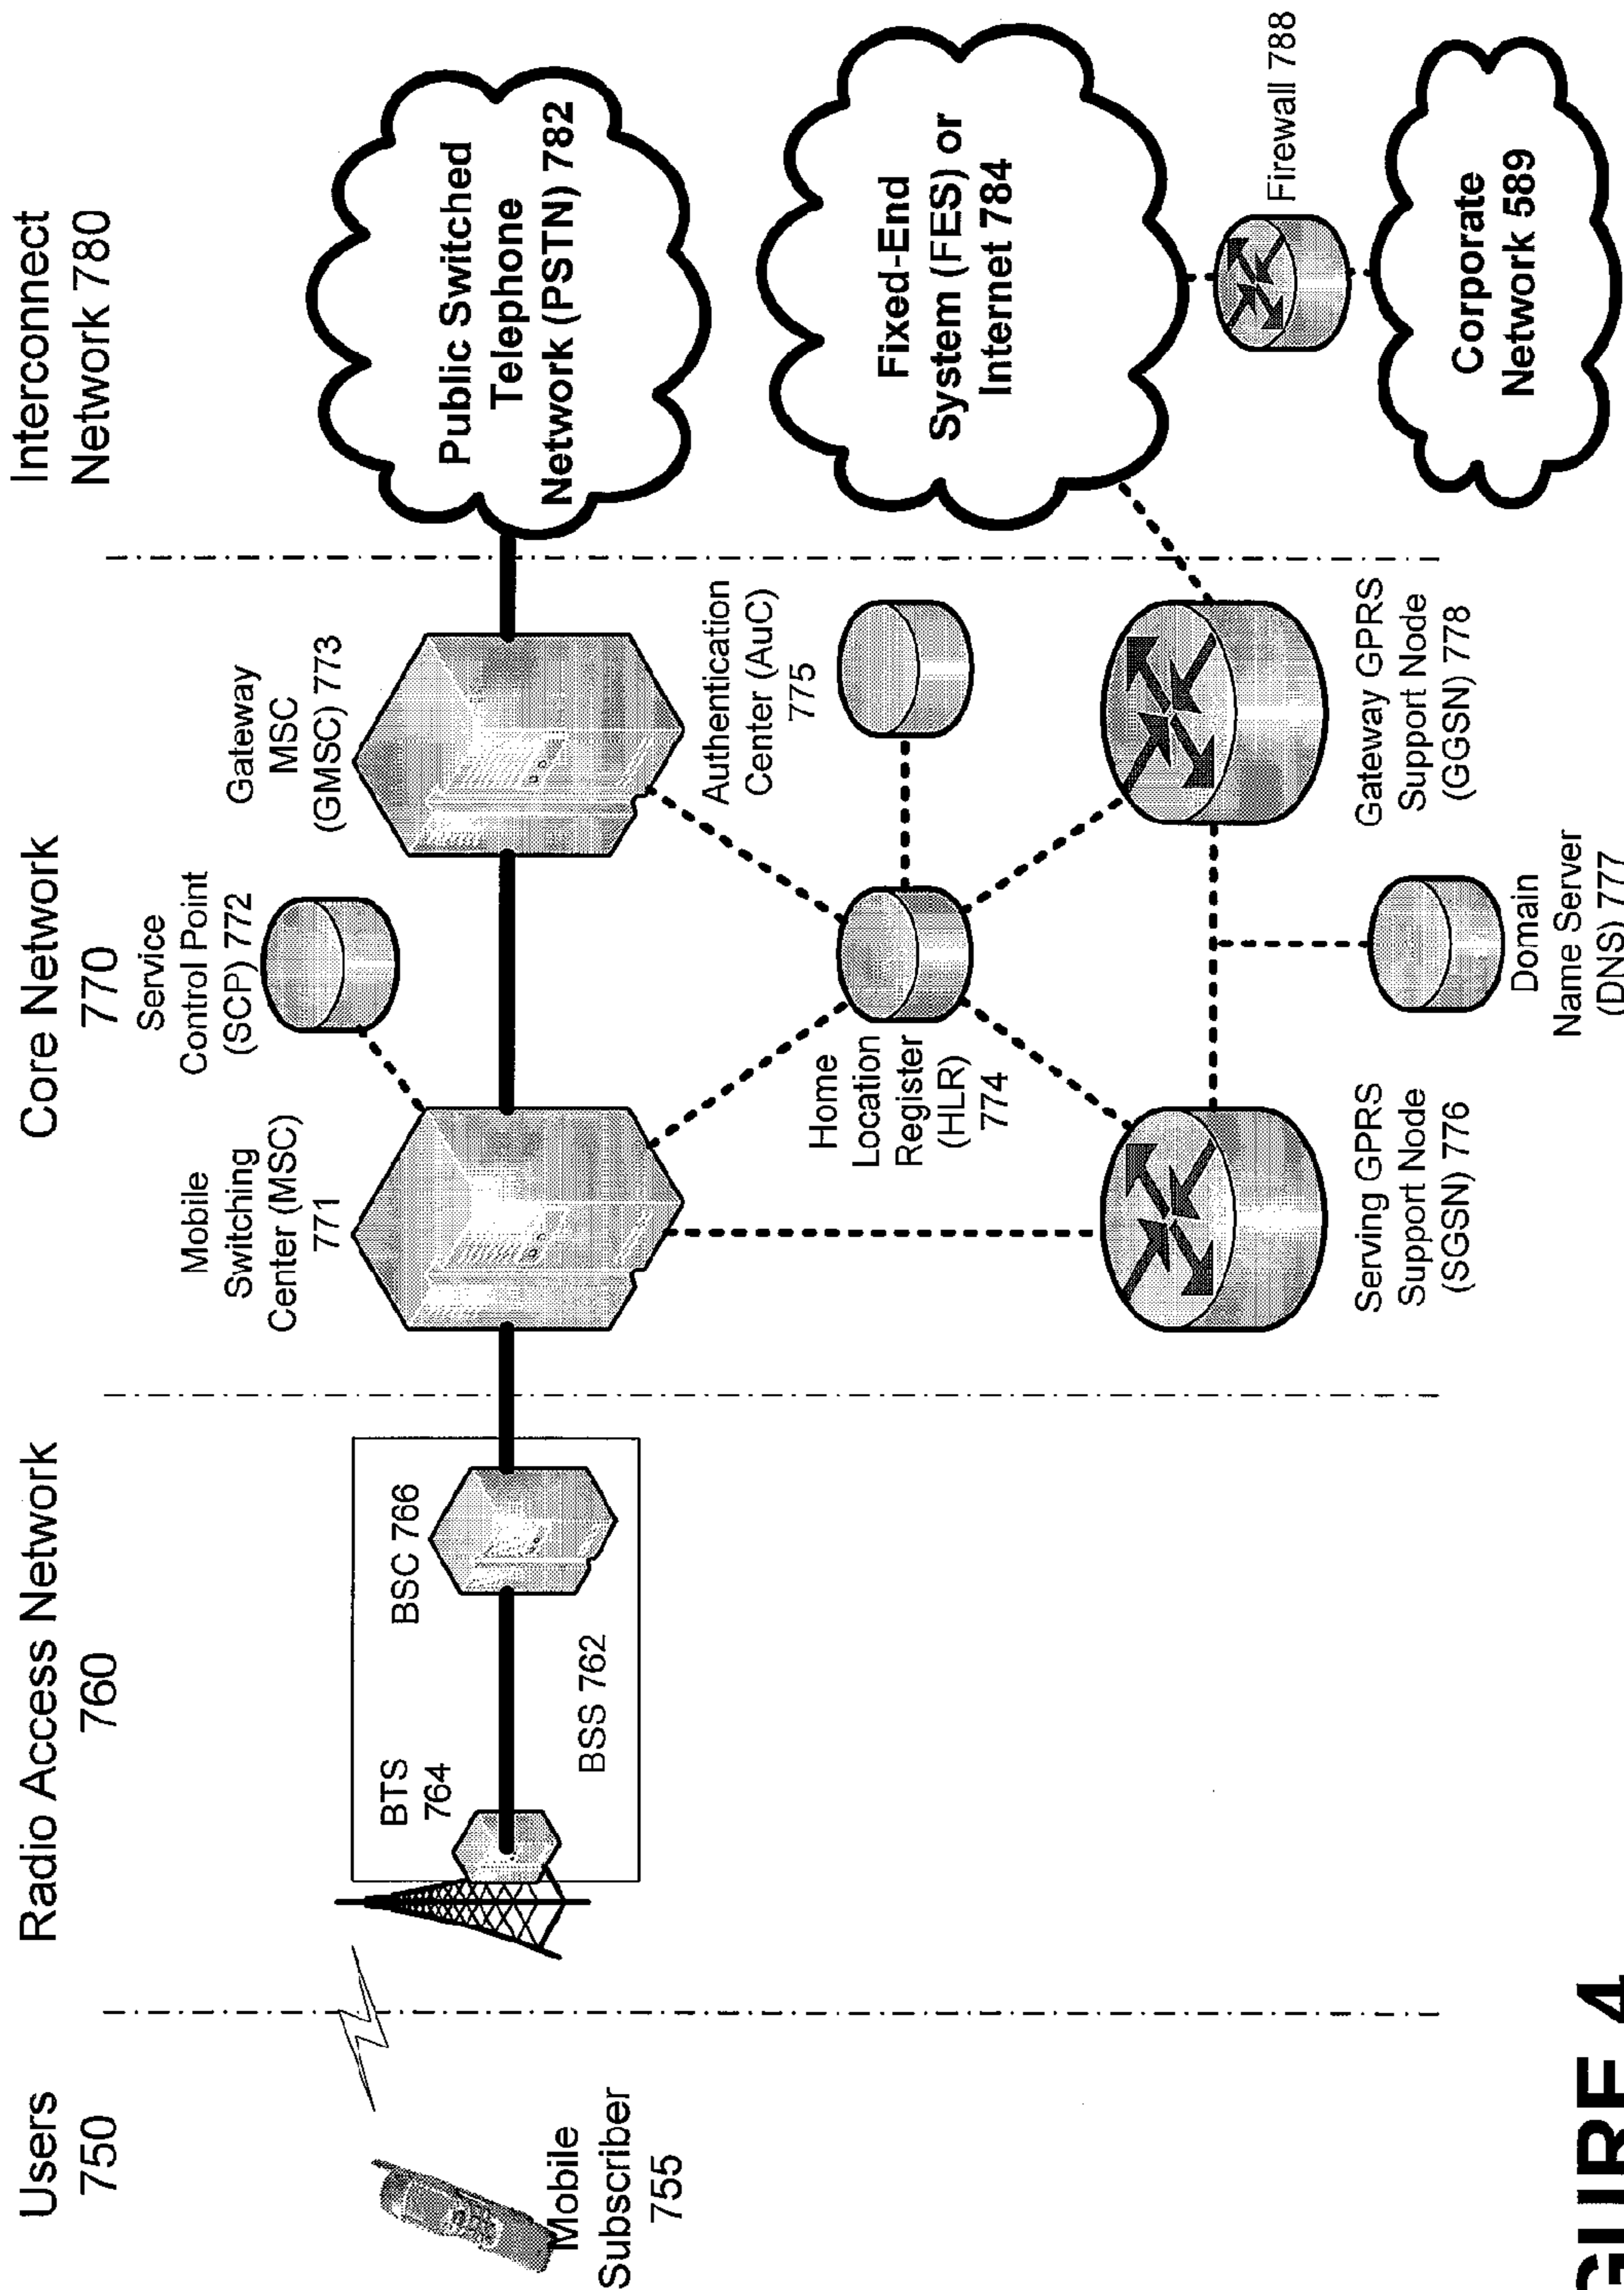 Users
750
Radio Access Network
760
Core Network
770
Interconnect
Network 780
Mobile
Subscriber
755
BTS
764
BSC 766
BSS 762
Mobile
Switching
Center (MSC)
771
Service
Control Point
(SCP) 772
Gateway
MSC
(GMSC) 773
Public Switched
Telephone
Network (PSTN) 782
Home
Location
Register
(HLR)
774
Authentication
Center (AuC)
775
Fixed-End
System (FES) or
Internet 784
Serving GPRS
Support Node
(SGSN) 776
Gateway GPRS
Support Node
(GGSN) 778
Firewall 788
Domain
Name Server
(DNS) 777
Corporate
Network 589
GURE 4